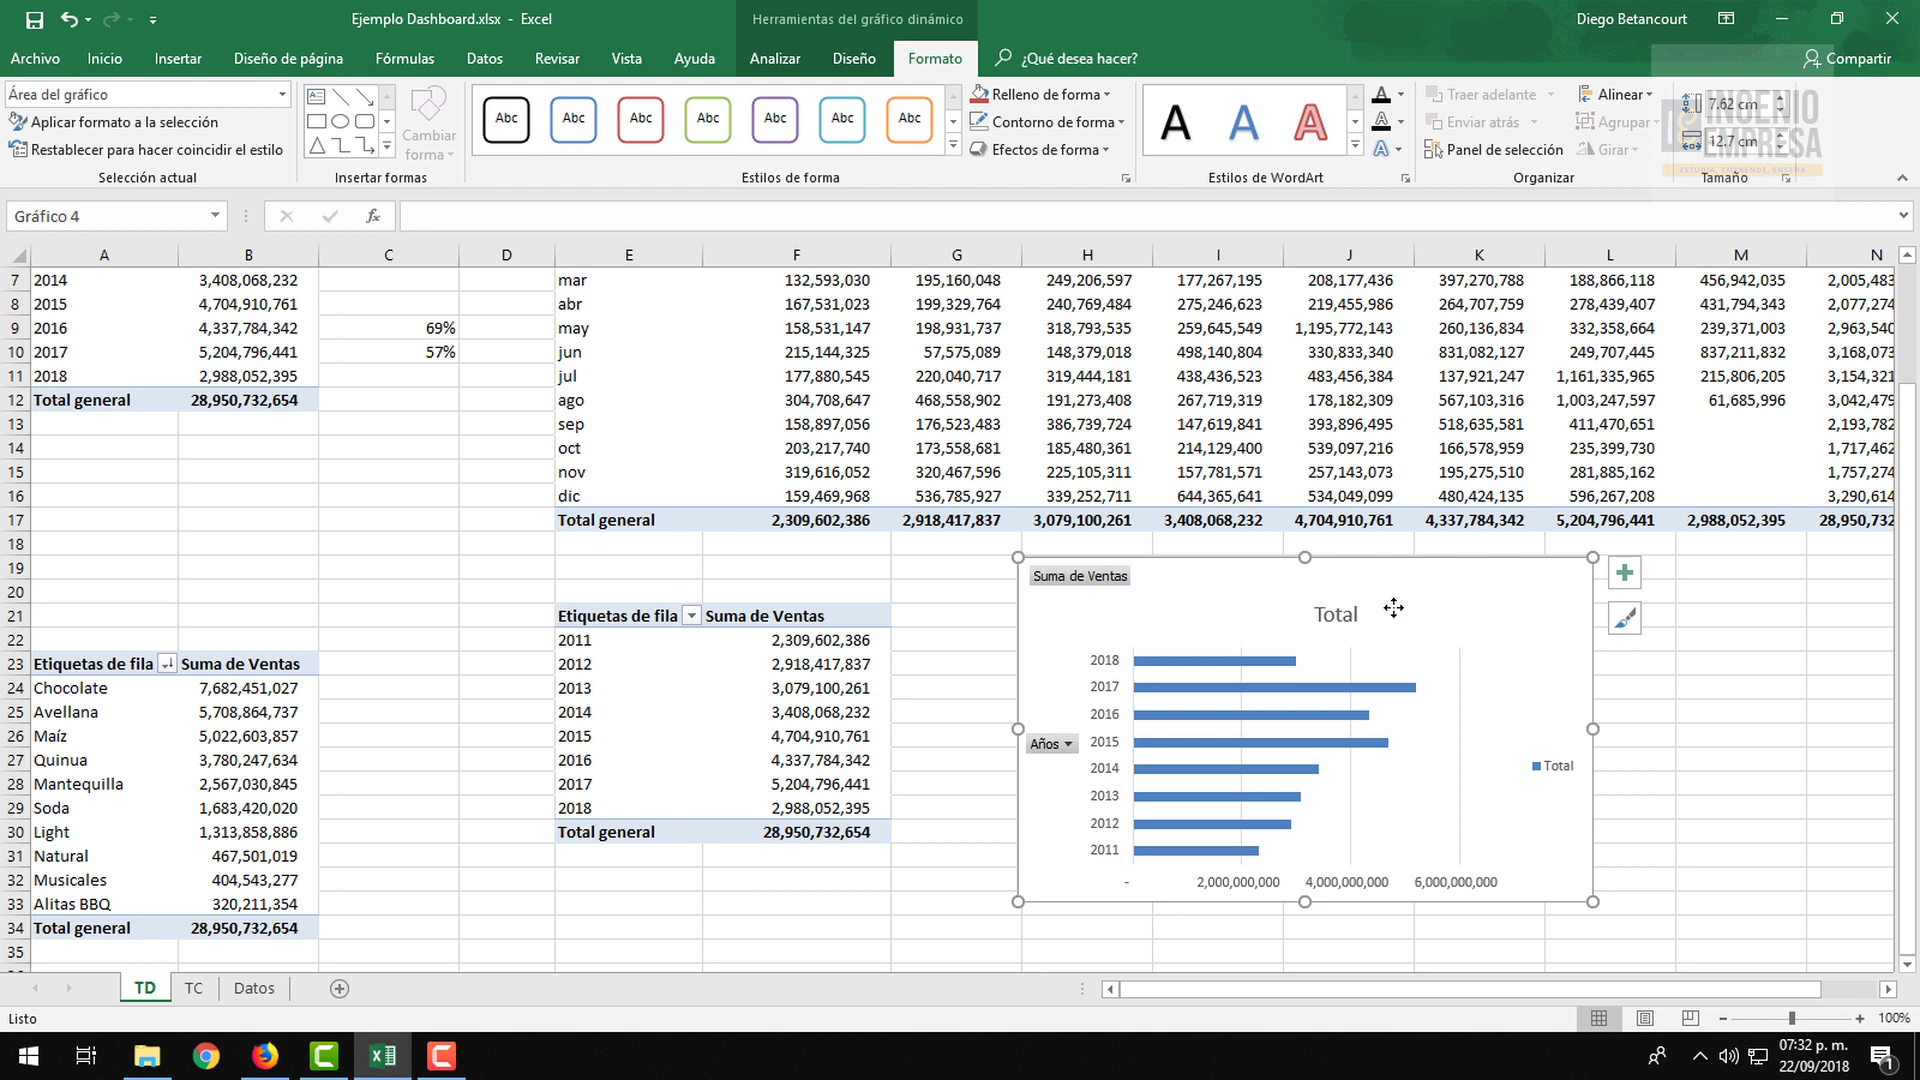 Ejemplo Dashboard.xlsx - Excel
Herramientas del gráfico dinámico
Diego Betancourt
Archivo Inicio Insertar Diseño de página Fórmulas Datos Revisar Vista Ayuda Analizar Diseño Formato ¿Qué desea hacer? Compartir
Área del gráfico
Aplicar formato a la selección
Restablecer para hacer coincidir el estilo
Selección actual
Cambiar
forma
Insertar formas
Abc Abc Abc Abc Abc Abc Abc
Relleno de forma
Contorno de forma
Efectos de forma
Estilos de forma
A A A
Estilos de WordArt
Traer adelante
Enviar atrás
Panel de selección
Alinear
Agrupar
Girar
Organizar
7.62 cm
12.7 cm
Tamaño
INGENIO
EMPRESA
ESTUDIA, EMPRENDE, ENSEÑA
Gráfico 4
fx
A B C D E F G H I J K L M N
7 2014 3,408,068,232 mar 132,593,030 195,160,048 249,206,597 177,267,195 208,177,436 397,270,788 188,866,118 456,942,035 2,005,483
8 2015 4,704,910,761 abr 167,531,023 199,329,764 240,769,484 275,246,623 219,455,986 264,707,759 278,439,407 431,794,343 2,077,274
9 2016 4,337,784,342 69% may 158,531,147 198,931,737 318,793,535 259,645,549 1,195,772,143 260,136,834 332,358,664 239,371,003 2,963,540
10 2017 5,204,796,441 57% jun 215,144,325 57,575,089 148,379,018 498,140,804 330,833,340 831,082,127 249,707,445 837,211,832 3,168,073
11 2018 2,988,052,395 jul 177,880,545 220,040,717 319,444,181 438,436,523 483,456,384 137,921,247 1,161,335,965 215,806,205 3,154,321
12 Total general 28,950,732,654 ago 304,708,647 468,558,902 191,273,408 267,719,319 178,182,309 567,103,316 1,003,247,597 61,685,996 3,042,479
13 sep 158,897,056 176,523,483 386,739,724 147,619,841 393,896,495 518,635,581 411,470,651 2,193,782
14 oct 203,217,740 173,558,681 185,480,361 214,129,400 539,097,216 166,578,959 235,399,730 1,717,462
15 nov 319,616,052 320,467,596 225,105,311 157,781,571 257,143,073 195,275,510 281,885,162 1,757,274
16 dic 159,469,968 536,785,927 339,252,711 644,365,641 534,049,099 480,424,135 596,267,208 3,290,614
17 Total general 2,309,602,386 2,918,417,837 3,079,100,261 3,408,068,232 4,704,910,761 4,337,784,342 5,204,796,441 2,988,052,395 28,950,732
18
19
20
21 Etiquetas de fila Suma de Ventas
22 2011 2,309,602,386
23 Etiquetas de fila Suma de Ventas 2012 2,918,417,837
24 Chocolate 7,682,451,027 2013 3,079,100,261
25 Avellana 5,708,864,737 2014 3,408,068,232
26 Maíz 5,022,603,857 2015 4,704,910,761
27 Quinua 3,780,247,634 2016 4,337,784,342
28 Mantequilla 2,567,030,845 2017 5,204,796,441
29 Soda 1,683,420,020 2018 2,988,052,395
30 Light 1,313,858,886 Total general 28,950,732,654
31 Natural 467,501,019
32 Musicales 404,543,277
33 Alitas BBQ 320,211,354
34 Total general 28,950,732,654
35
Suma de Ventas
Total
2018
2017
2016
2015
2014
2013
2012
2011
Años
Total
- 2,000,000,000 4,000,000,000 6,000,000,000
TD TC Datos
Listo
100%
07:32 p. m.
22/09/2018
1